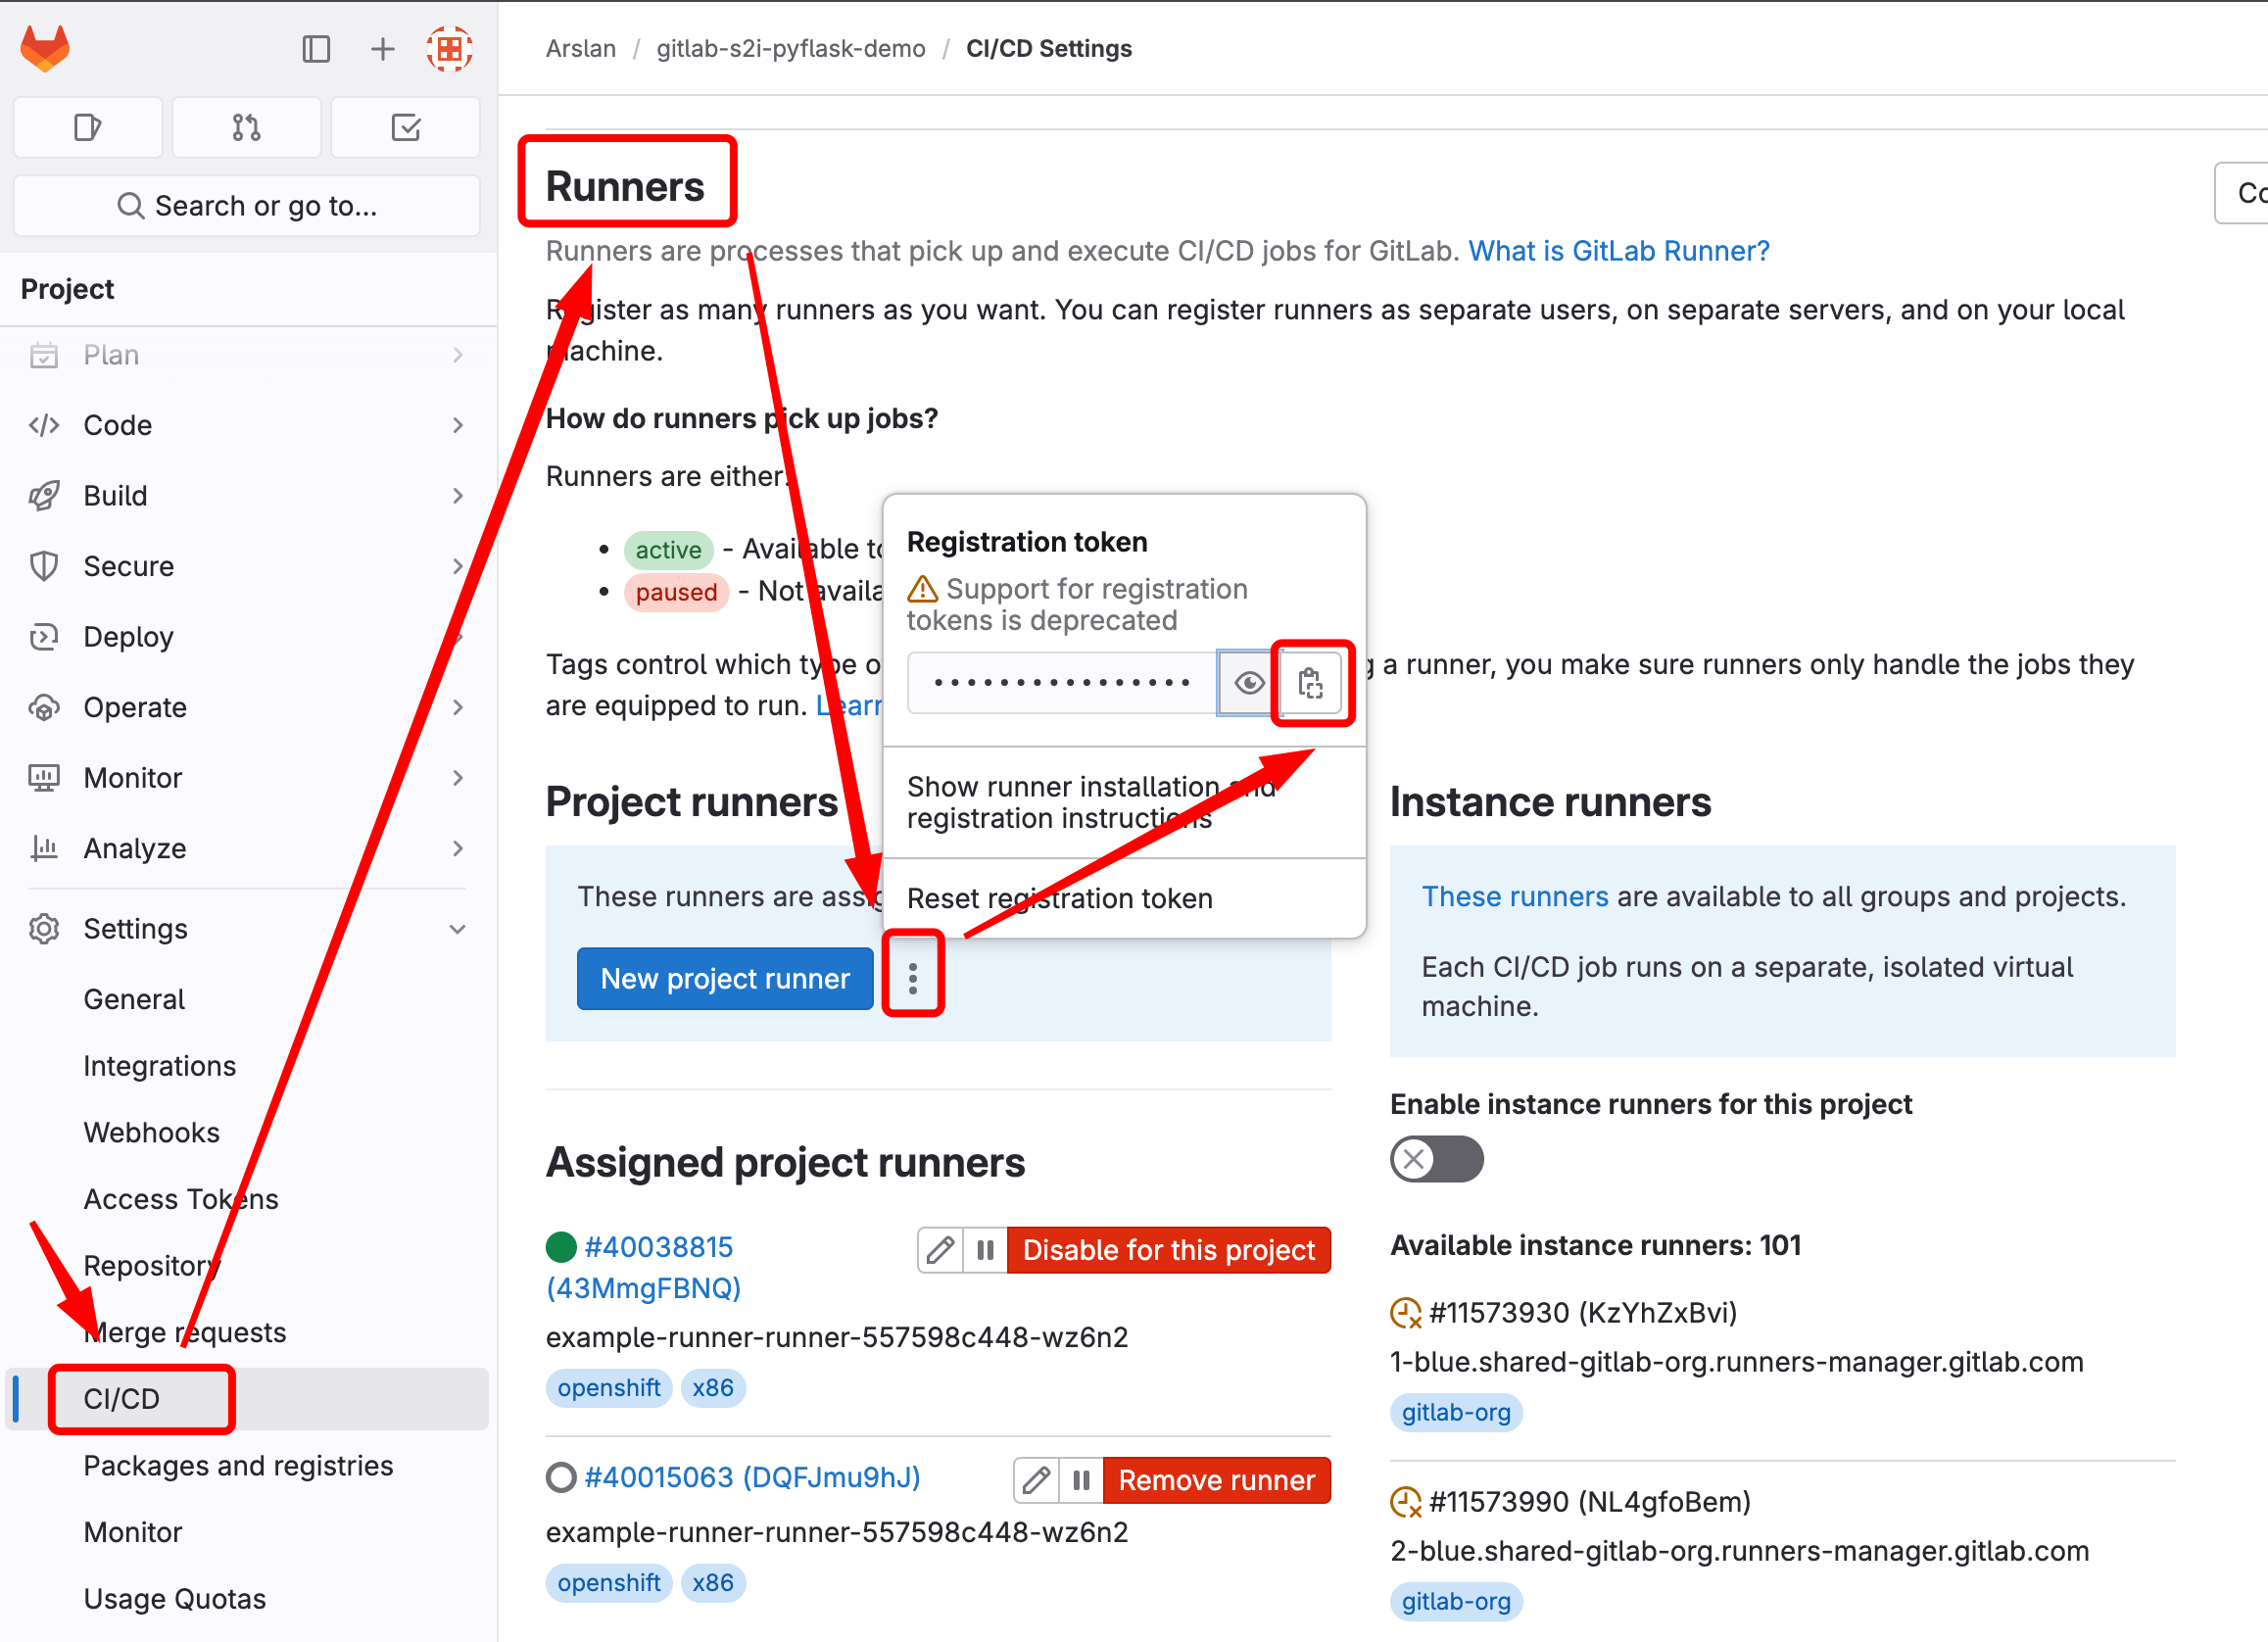 Arslan / gitlab-s2i-pyflask-demo / CI/CD Settings
Search or go to...
Project
Plan
Code
Build
Secure
Deploy
Operate
Monitor
Analyze
Settings
General
Integrations
Webhooks
Access Tokens
Repository
Merge requests
CI/CD
Packages and registries
Monitor
Usage Quotas
Runners
Runners are processes that pick up and execute CI/CD jobs for GitLab. What is GitLab Runner?
Register as many runners as you want. You can register runners as separate users, on separate servers, and on your local
machine.
How do runners pick up jobs?
Runners are either:
• active - Available
• paused - Not
Tags control which type
a runner, you make sure runners only handle the jobs they
are equipped to run. Learn
Registration token
Support for registration
tokens is deprecated
••••••••••••••••
Show runner installation and
registration instructions
Reset registration token
Project runners
These runners are
New project runner
Assigned project runners
#40038815
(43MmgFBNQ)
Disable for this project
example-runner-runner-557598c448-wz6n2
openshift x86
#40015063 (DQFJmu9hJ)
Remove runner
example-runner-runner-557598c448-wz6n2
openshift x86
Instance runners
These runners are available to all groups and projects.
Each CI/CD job runs on a separate, isolated virtual
machine.
Enable instance runners for this project
Available instance runners: 101
#11573930 (KzYhZxBvi)
1-blue.shared-gitlab-org.runners-manager.gitlab.com
gitlab-org
#11573990 (NL4gfoBem)
2-blue.shared-gitlab-org.runners-manager.gitlab.com
gitlab-org